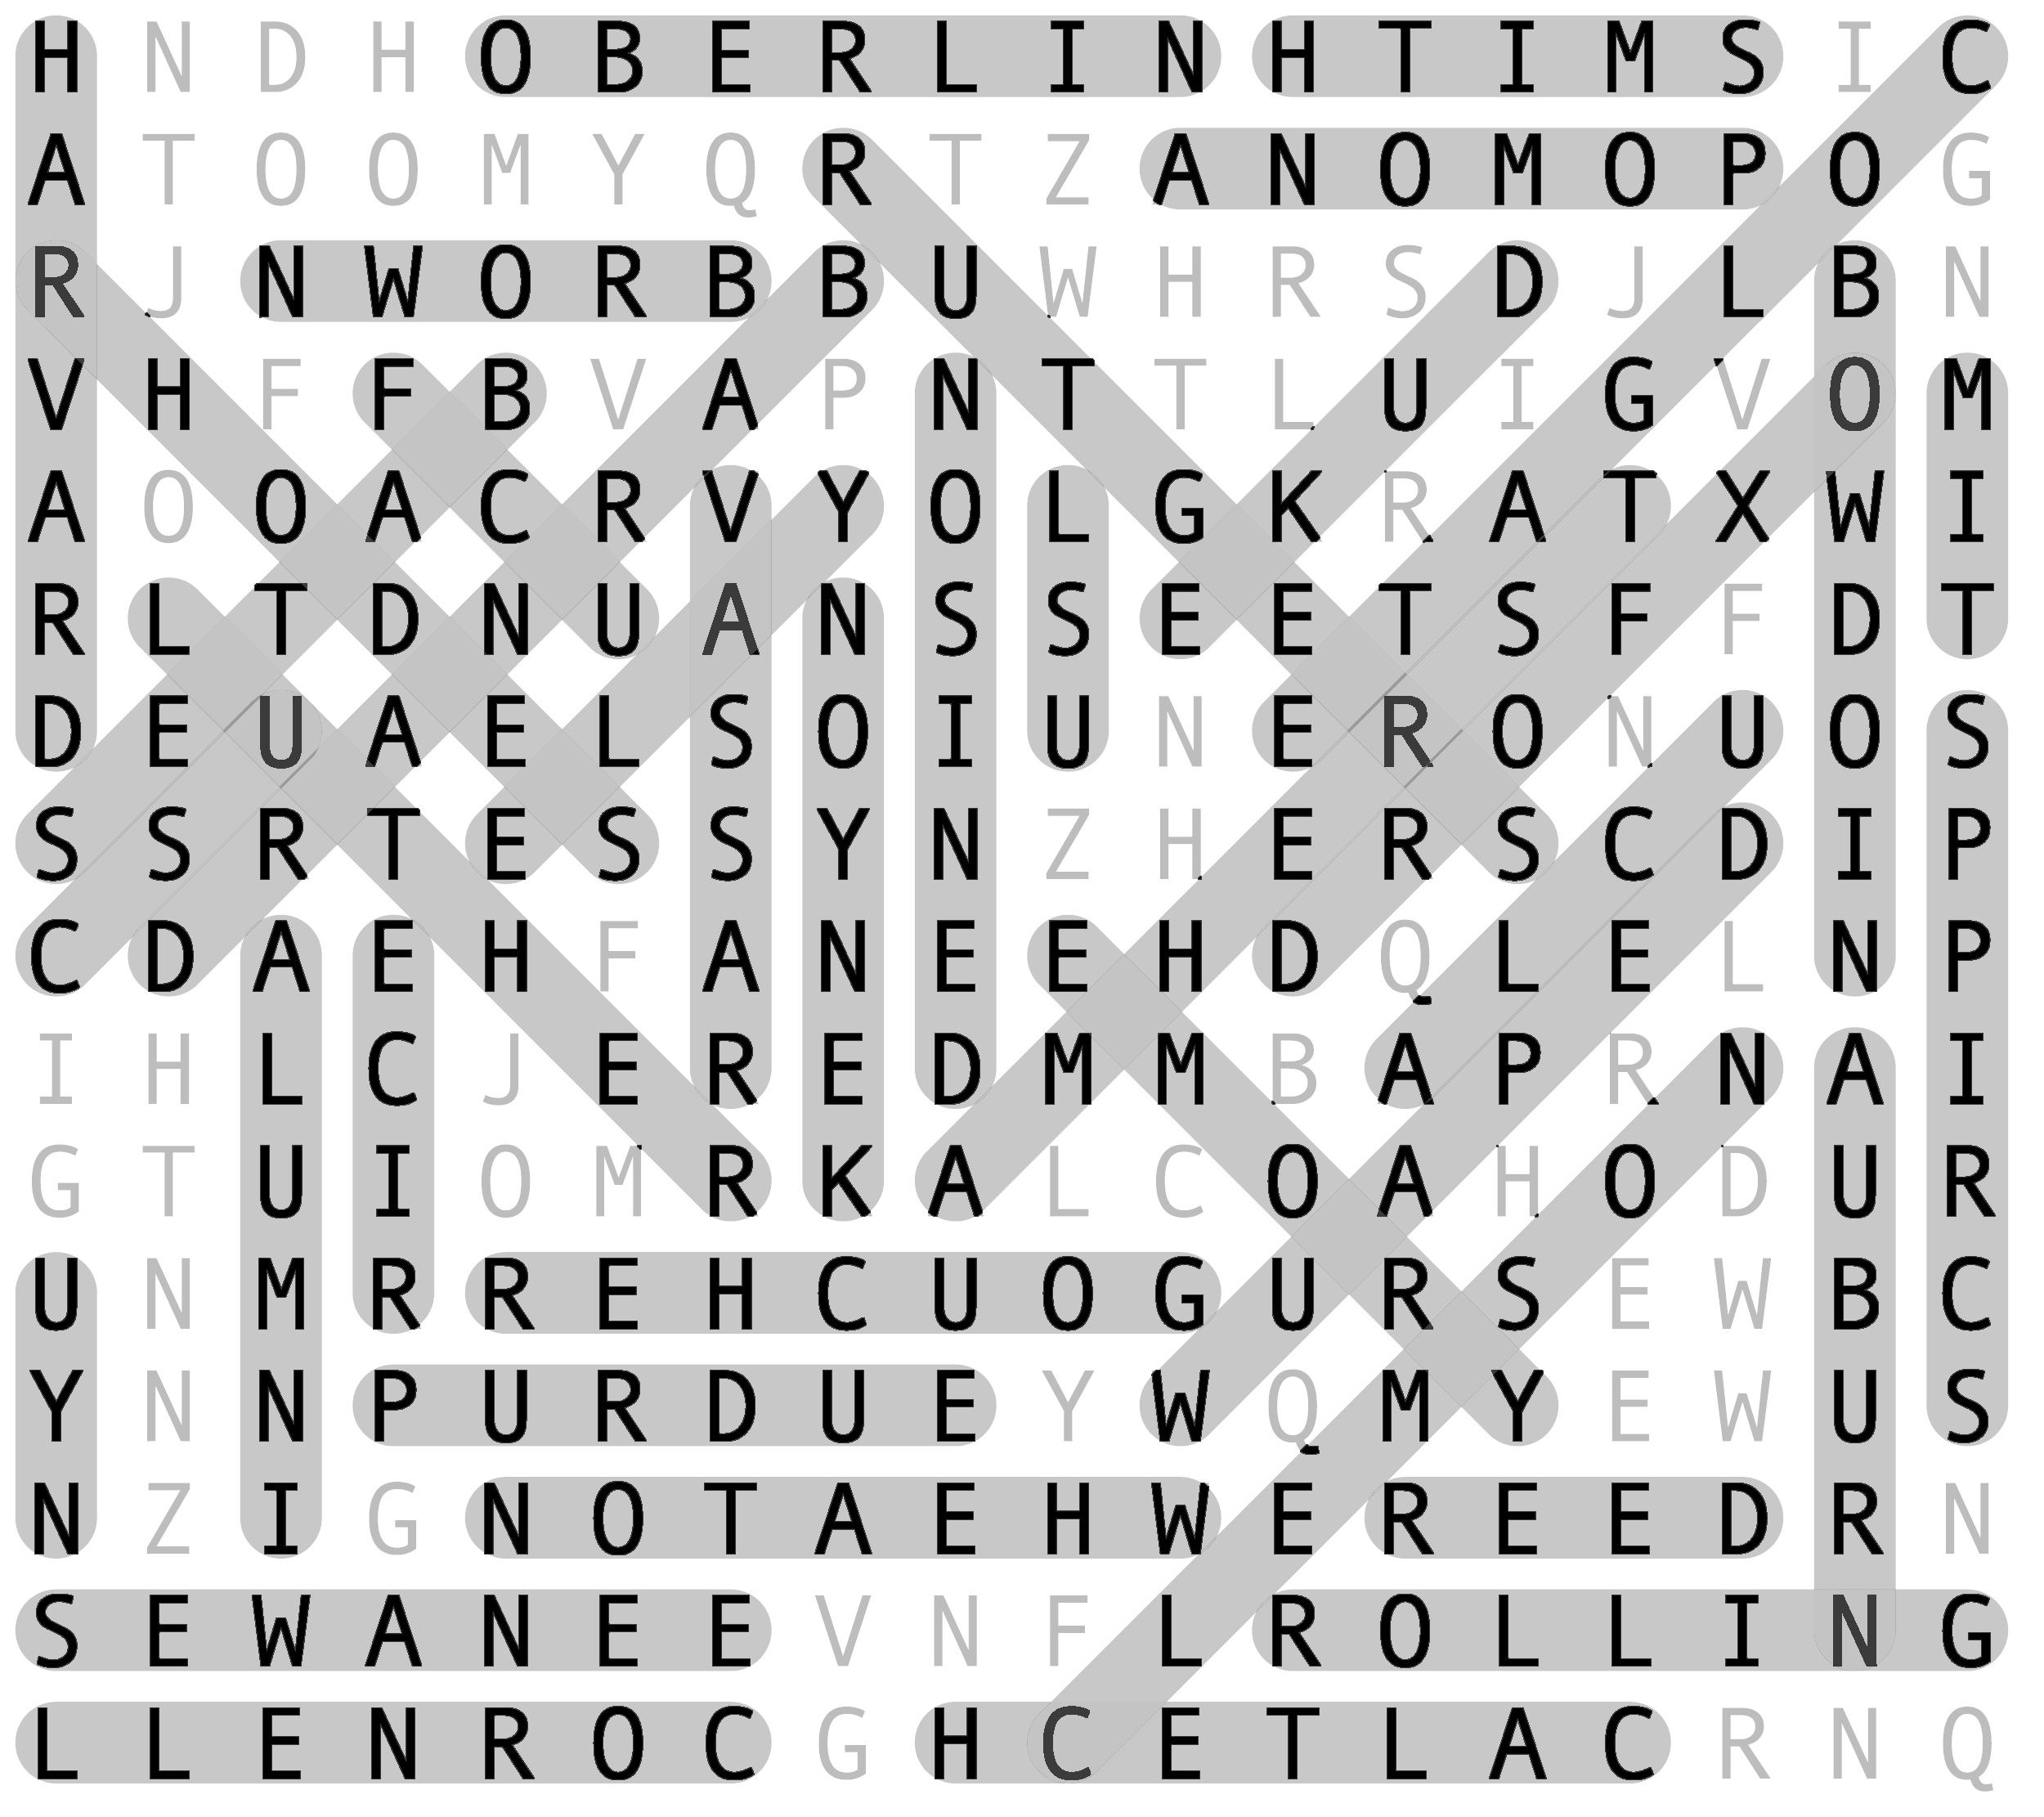 H N D H O B E R L I N H T I M S I C
A T O O M Y Q R T Z A N O M O P O G
R J N W O R B B U W H R S D J L B N
V H F F B V A P N T T L U I G V O M
A O O A C R V Y O L G K R A T X W I
R L T D N U A N S S E E T S F F D T
D E U A E L S O I U N E R O N U O S
S S R T E S S Y N Z H E R S C D I P
C D A E H F A N E E H D Q L E L N P
I H L C J E R E D M M B A P R N A I
G T U I O M R K A L C O A H O D U R
U N M R R E H C U O G U R S E W B C
Y N N P U R D U E Y W Q M Y E W U S
N Z I G N O T A E H W E R E E D R N
S E W A N E E V N F L R O L L I N G
L L E N R O C G H C E T L A C R N Q